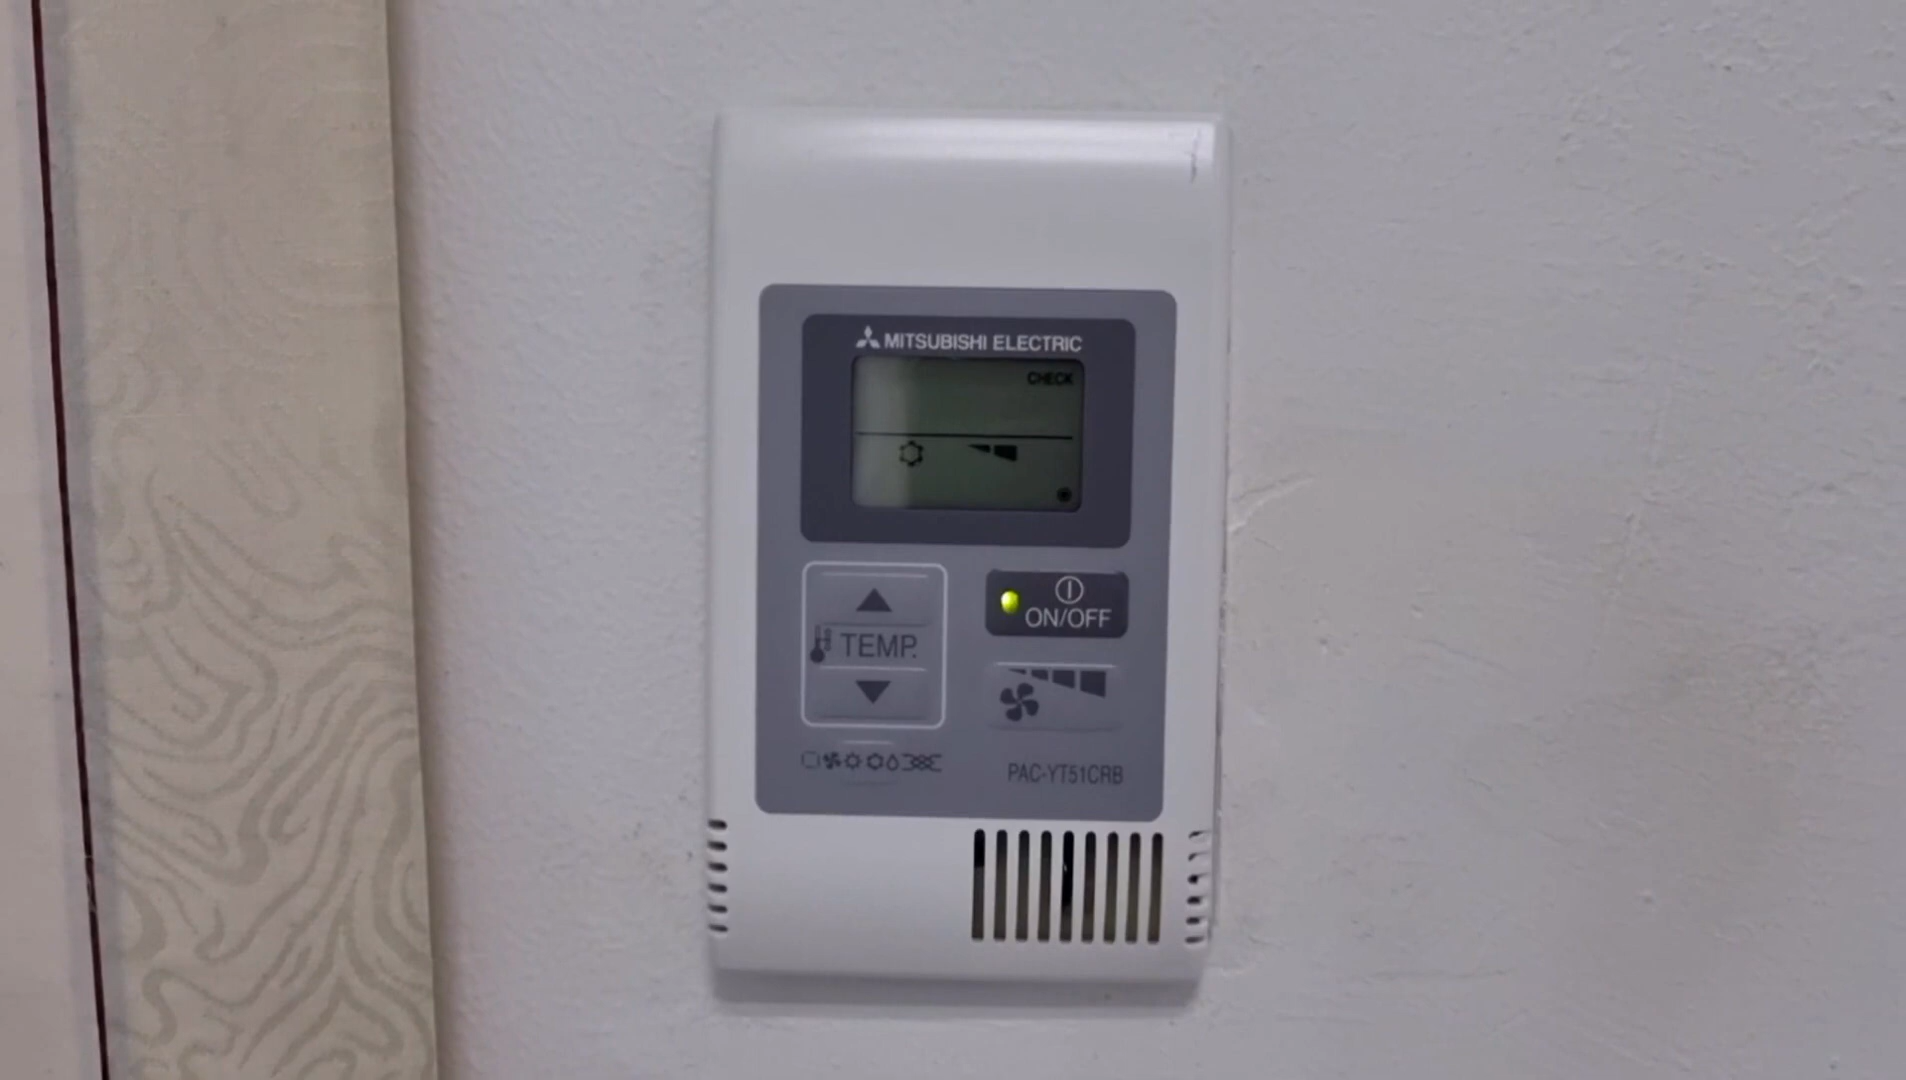 MITSUBISHI ELECTRIC
CHECK
ON/OFF
TEMP.
PAC-YT51CRB